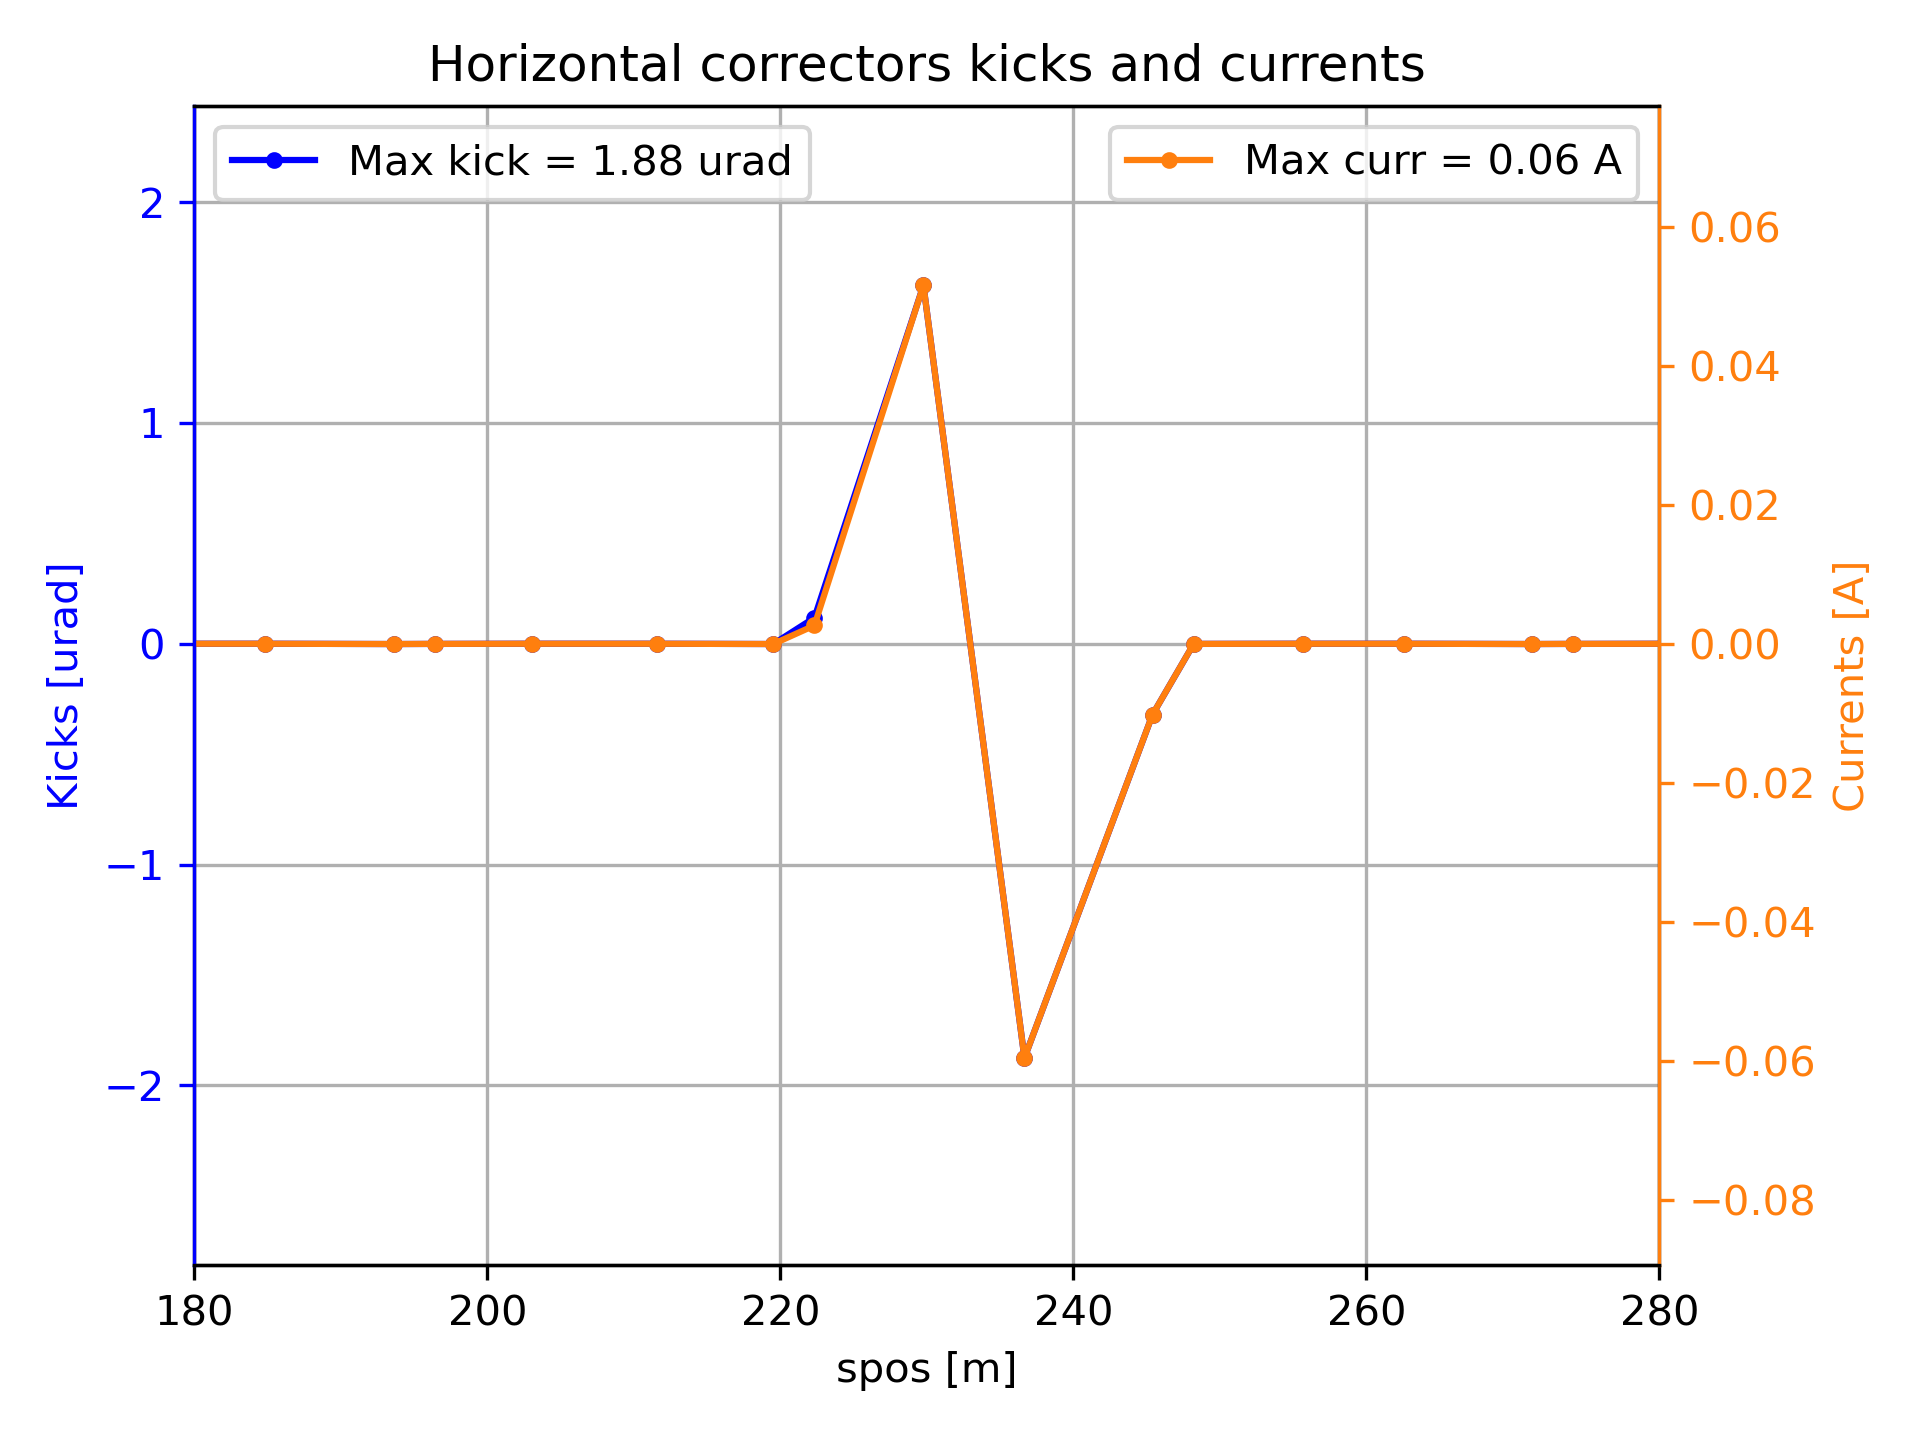 Horizontal correctors kicks and currents
Max kick = 1.88 urad
Max curr = 0.06 A
2
1
0
−1
−2
Kicks [urad]
0.06
0.04
0.02
0.00
−0.02
−0.04
−0.06
−0.08
Currents [A]
180 200 220 240 260 280
spos [m]